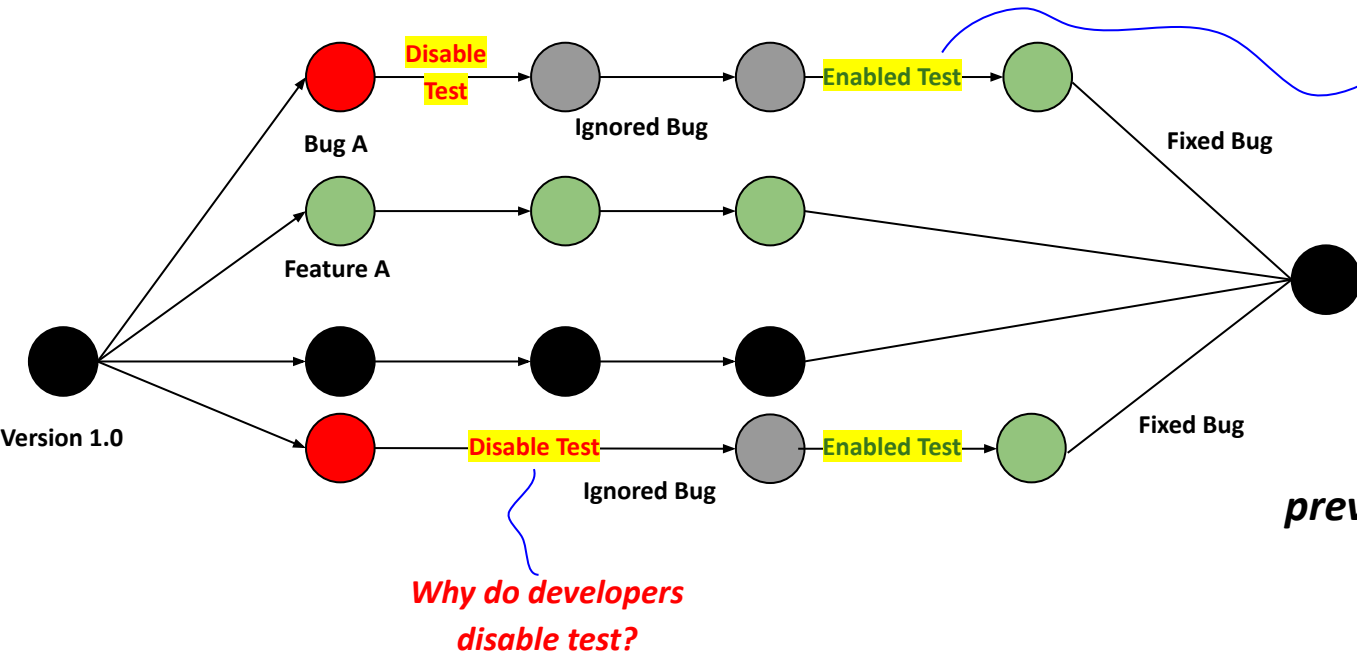 Disable
Test
Enabled Test
Ignored Bug
Bug A
Fixed Bug
Feature A
Version 1.0
Disable Test
Enabled Test
Fixed Bug
Ignored Bug
prev
Why do developers
disable test?